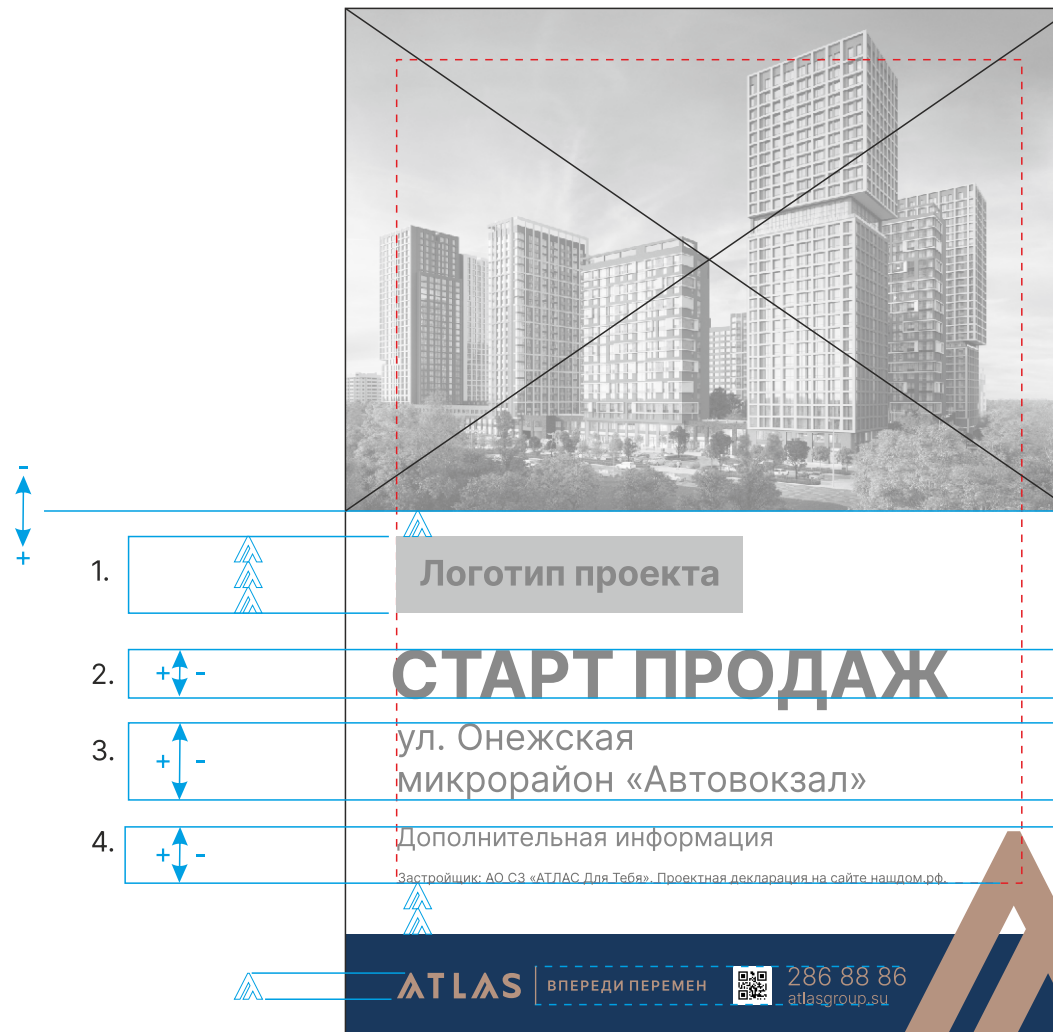 -
+
1.
Логотип проекта
2.
+ -
СТАРТ ПРОДАЖ
3.
+ -
ул. Онежская
микрорайон «Автовокзал»
4.
+ -
Дополнительная информация
Застройщик: АО СЗ «АТЛАС Для Тебя». Проектная декларация на сайте нашдом.рф.
ATLAS
ВПЕРЕДИ ПЕРЕМЕН
286 88 86
atlasgroup.su